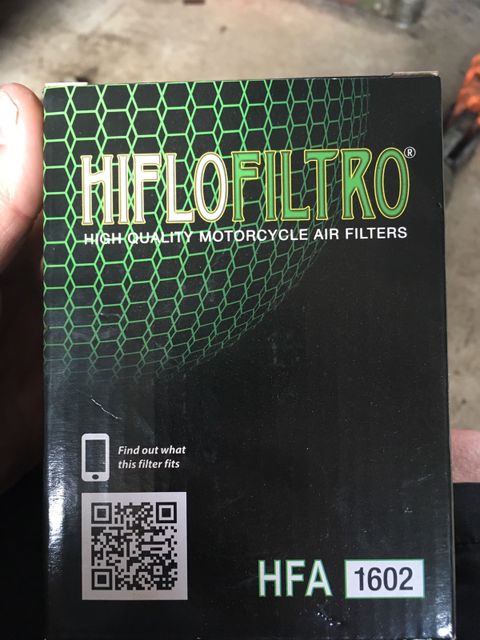 HIFLOFILTRO®
HIGH QUALITY MOTORCYCLE AIR FILTERS
Find out what
this filter fits
HFA 1602